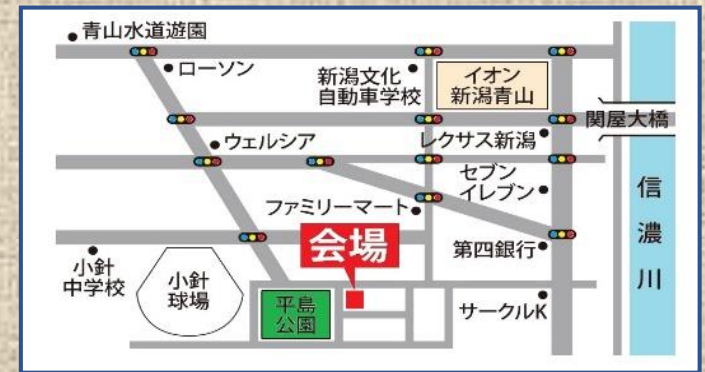 青山水道遊園
ローソン
新潟文化
自動車学校
イオン
新潟青山
関屋大橋
ウェルシア
レクサス新潟
セブン
イレブン
ファミリーマート
信濃川
会場
第四銀行
小針
中学校
小針
球場
平島
公園
サークルK